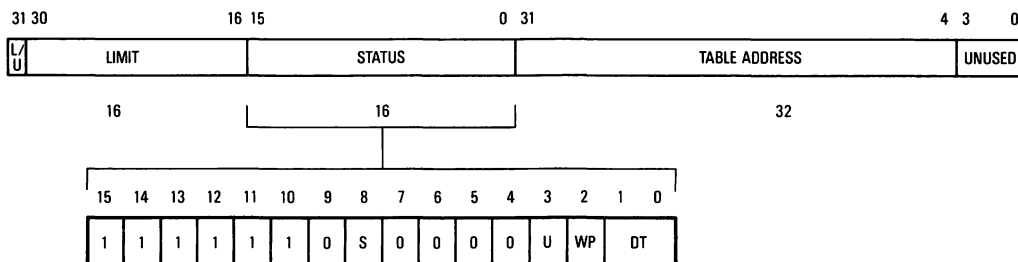 31 30 16 15 0 31 4 3 0
L/U LIMIT STATUS TABLE ADDRESS UNUSED
16 16 32
15 14 13 12 11 10 9 8 7 6 5 4 3 2 1 0
1 1 1 1 1 1 0 S 0 0 0 0 U WP DT